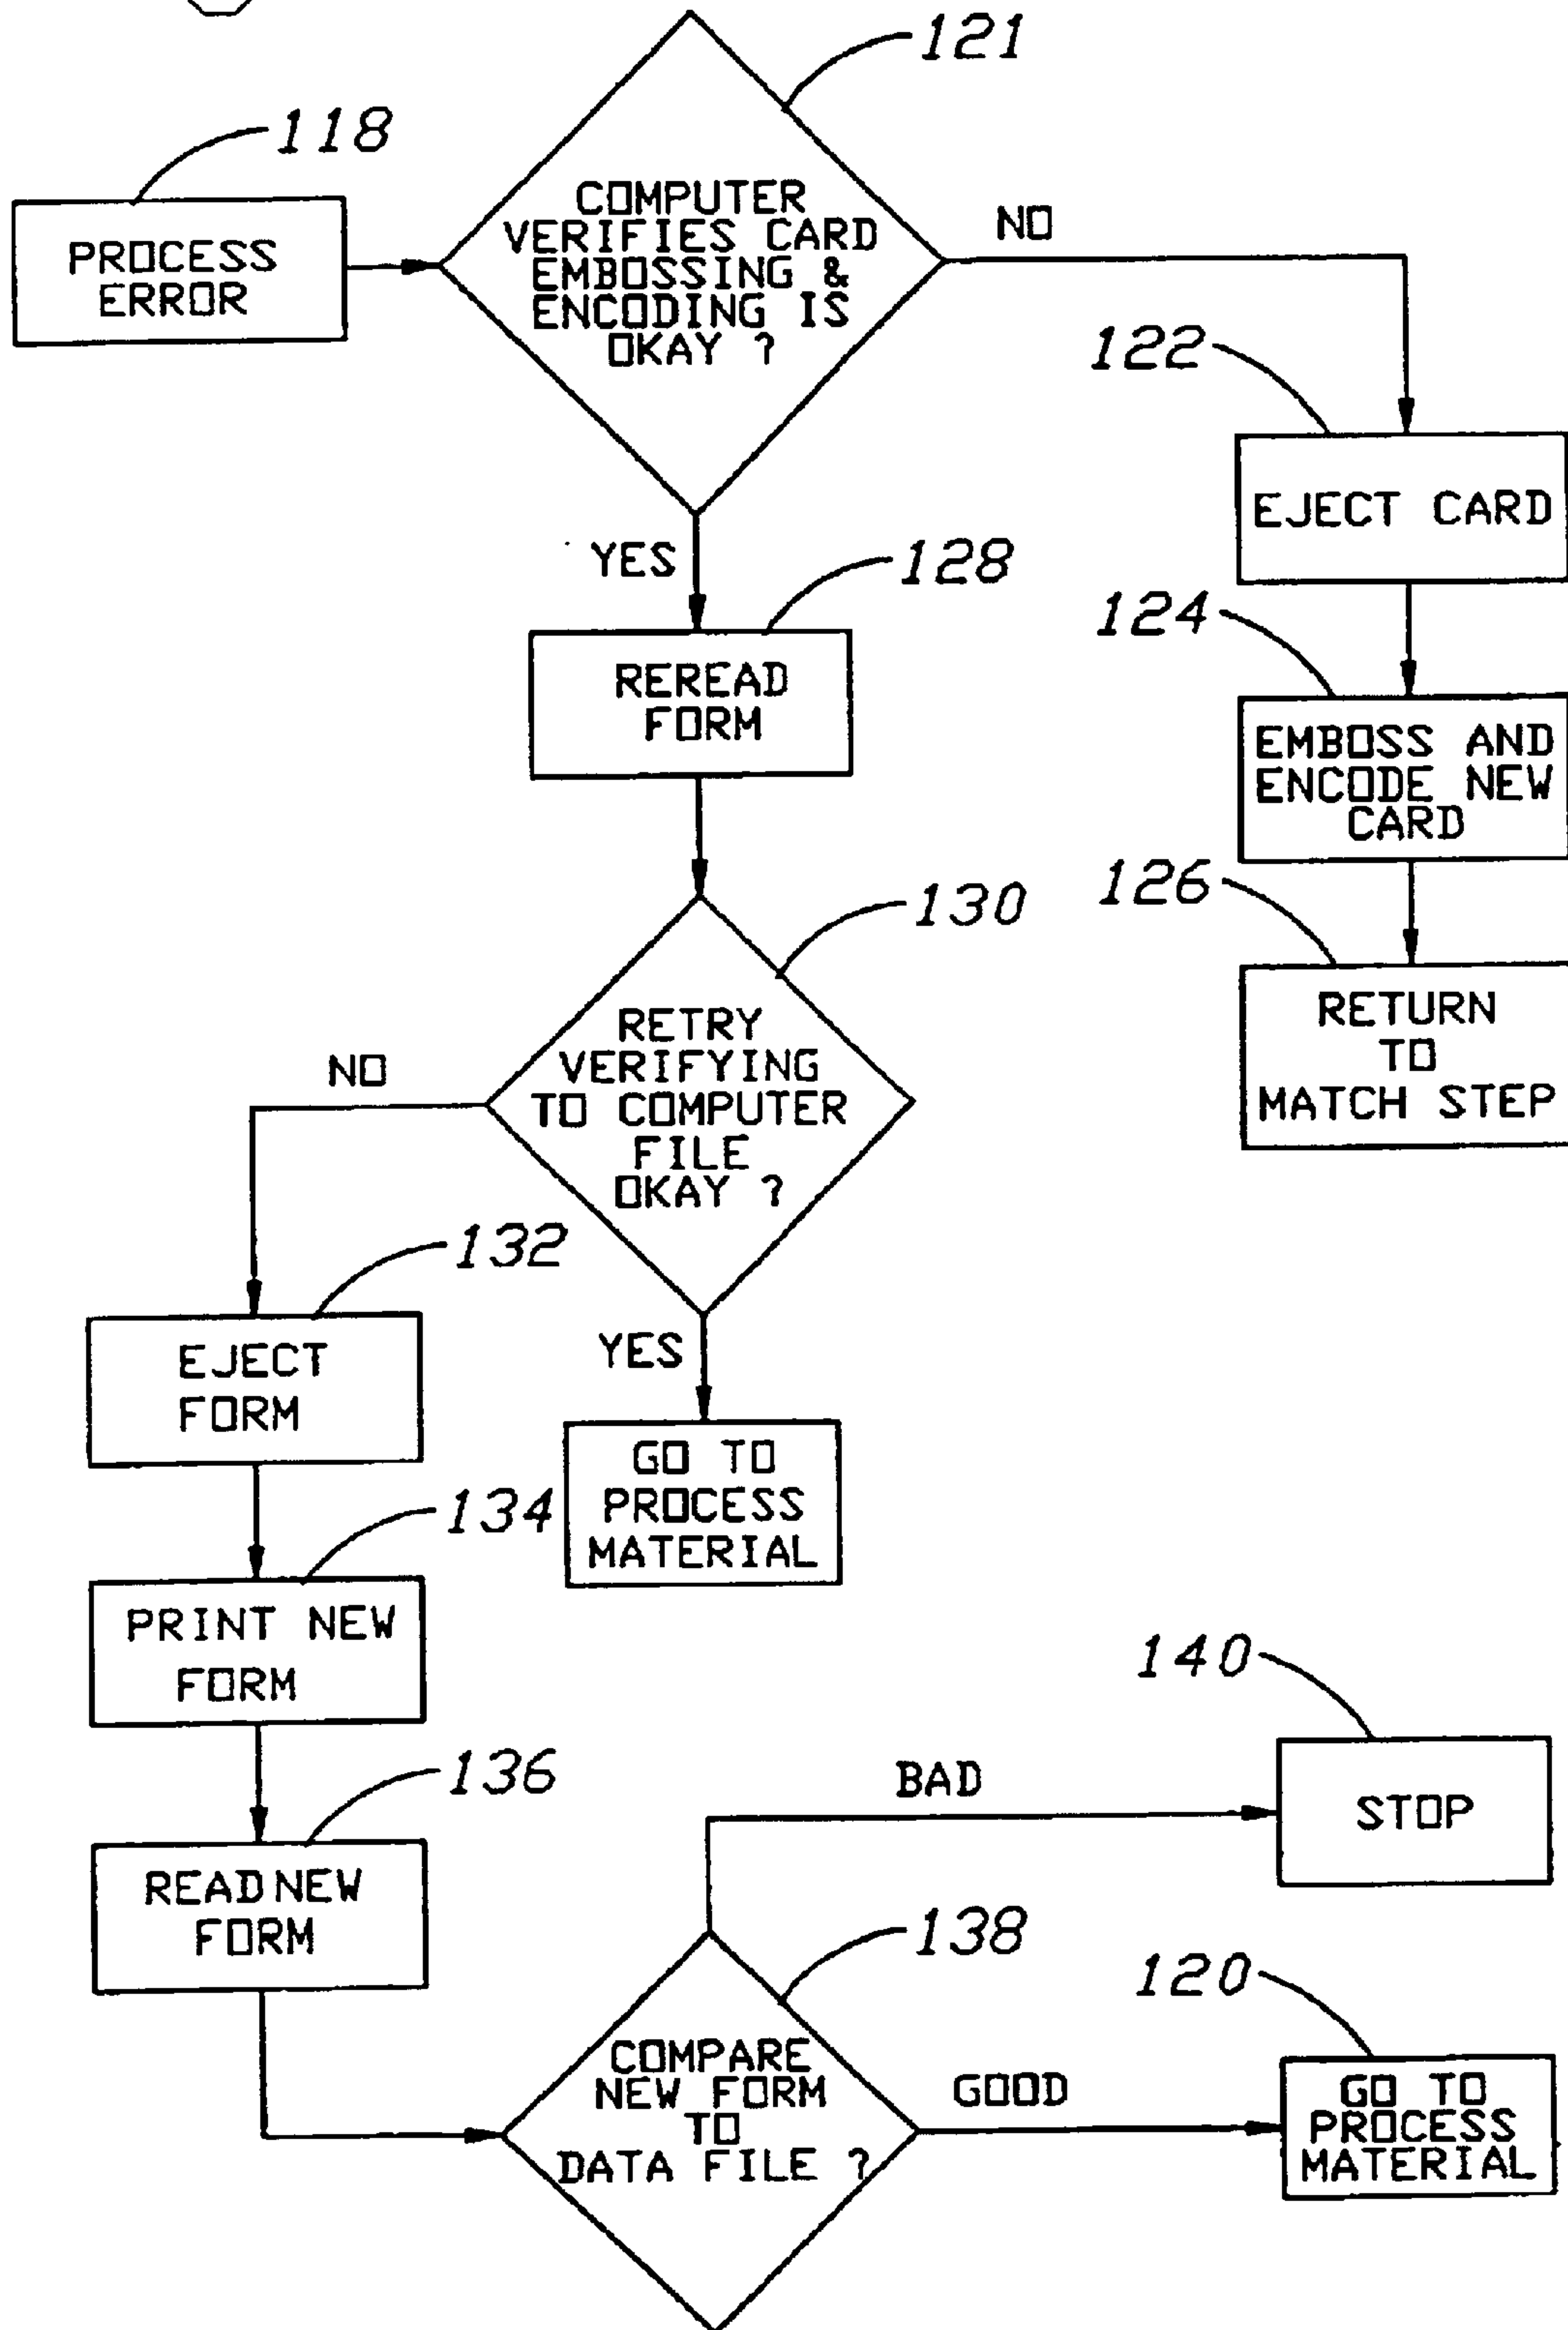 121
118
PROCESS
ERROR
COMPUTER
VERIFIES CARD
EMBOSSING &
ENCODING IS
OKAY ?
NO
122
EJECT CARD
YES
128
124
REREAD
FORM
EMBOSS AND
ENCODE NEW
CARD
130
126
RETRY
VERIFYING
TO COMPUTER
FILE
OKAY ?
NO
RETURN
TO
MATCH STEP
132
EJECT
FORM
YES
GO TO
PROCESS
MATERIAL
134
PRINT NEW
FORM
140
136
BAD
STOP
READ NEW
FORM
138
120
COMPARE
NEW FORM
TO
DATA FILE ?
GOOD
GO TO
PROCESS
MATERIAL